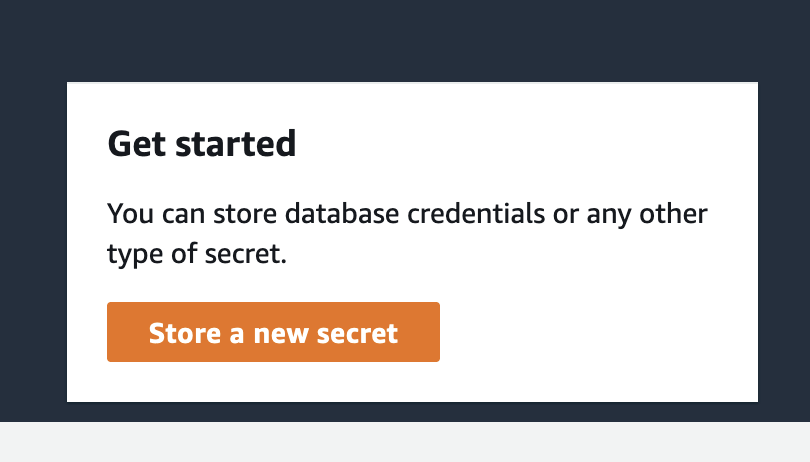 Get started
You can store database credentials or any other
type of secret.
Store a new secret